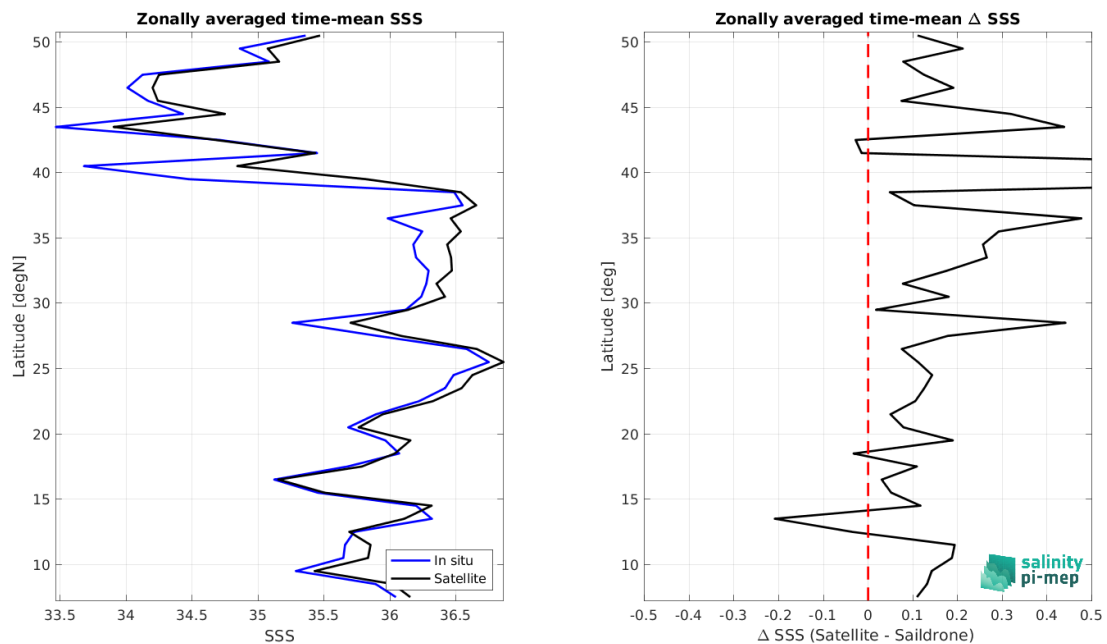 Zonally averaged time-mean SSS
50
45
40
35
30
25
20
15
10
Latitude [degN]
In situ
Satellite
33.5 34 34.5 35 35.5 36 36.5
SSS
Zonally averaged time-mean Δ SSS
50
45
40
35
30
25
20
15
10
Latitude [deg]
salinity
pi-mep
-0.5 -0.4 -0.3 -0.2 -0.1 0 0.1 0.2 0.3 0.4 0.5
Δ SSS (Satellite - Saildrone)